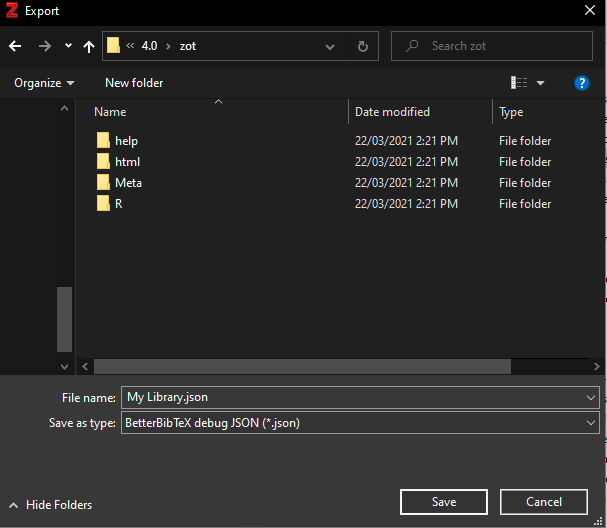 Export
4.0 zot Search zot
Organize New folder ?
Name Date modified Type
help 22/03/2021 2:21 PM File folder
html 22/03/2021 2:21 PM File folder
Meta 22/03/2021 2:21 PM File folder
R 22/03/2021 2:21 PM File folder
File name: My Library.json
Save as type: BetterBibTeX debug JSON (*.json)
Hide Folders Save Cancel